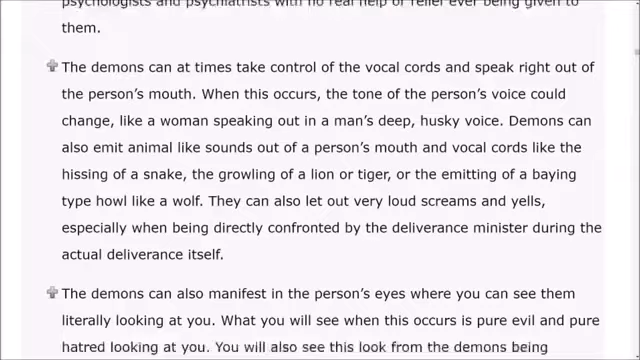 psychologists and psychiatrists with no real help or relief ever being given to
them.
The demons can at times take control of the vocal cords and speak right out of
the person's mouth. When this occurs, the tone of the person's voice could
change, like a woman speaking out in a man's deep, husky voice. Demons can
also emit animal like sounds out of a person's mouth and vocal cords like the
hissing of a snake, the growling of a lion or tiger, or the emitting of a baying
type howl like a wolf. They can also let out very loud screams and yells,
especially when being directly confronted by the deliverance minister during the
actual deliverance itself.
The demons can also manifest in the person's eyes where you can see them
literally looking at you. What you will see when this occurs is pure evil and pure
hatred looking at you. You will also see this look from the demons being